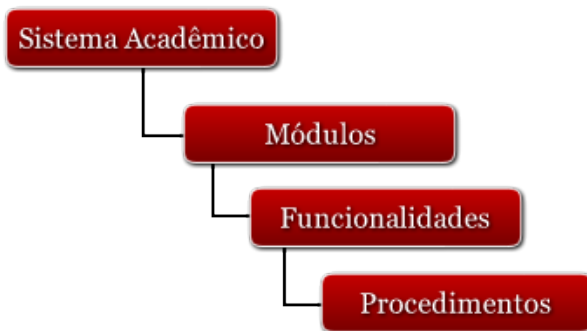 Sistema Acadêmico
Módulos
Funcionalidades
Procedimentos